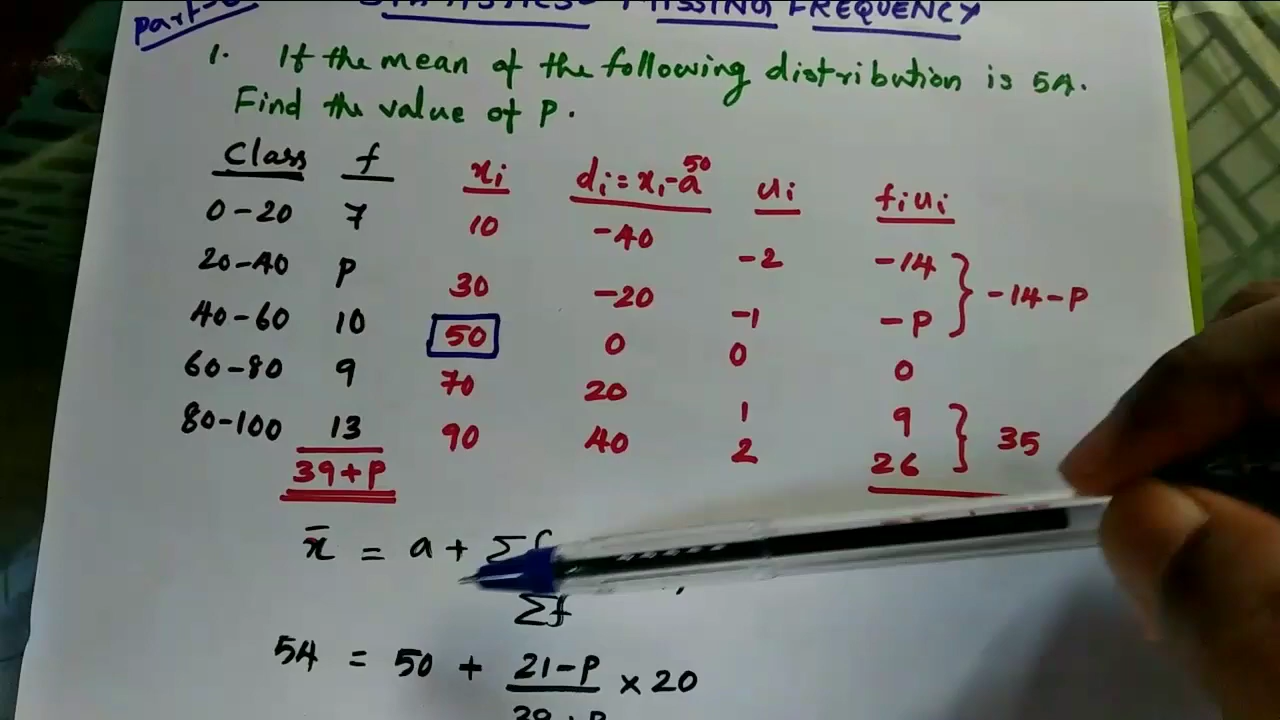 Part-
STATISTICS- MISSING FREQUENCY
1. If the mean of the following distribution is 54.
Find the value of P.
Class f xi di = xi-a 50 ui fiui
0-20 7 10 -40 -2 -14
20-40 P 30 -20 -1 -P } -14-P
40-60 10 50 0 0 0
60-80 9 70 20 1 9
80-100 13 90 40 2 26 } 35
39+P
x̄ = a + Σf
Σf
54 = 50 + 21-P × 20
39+P